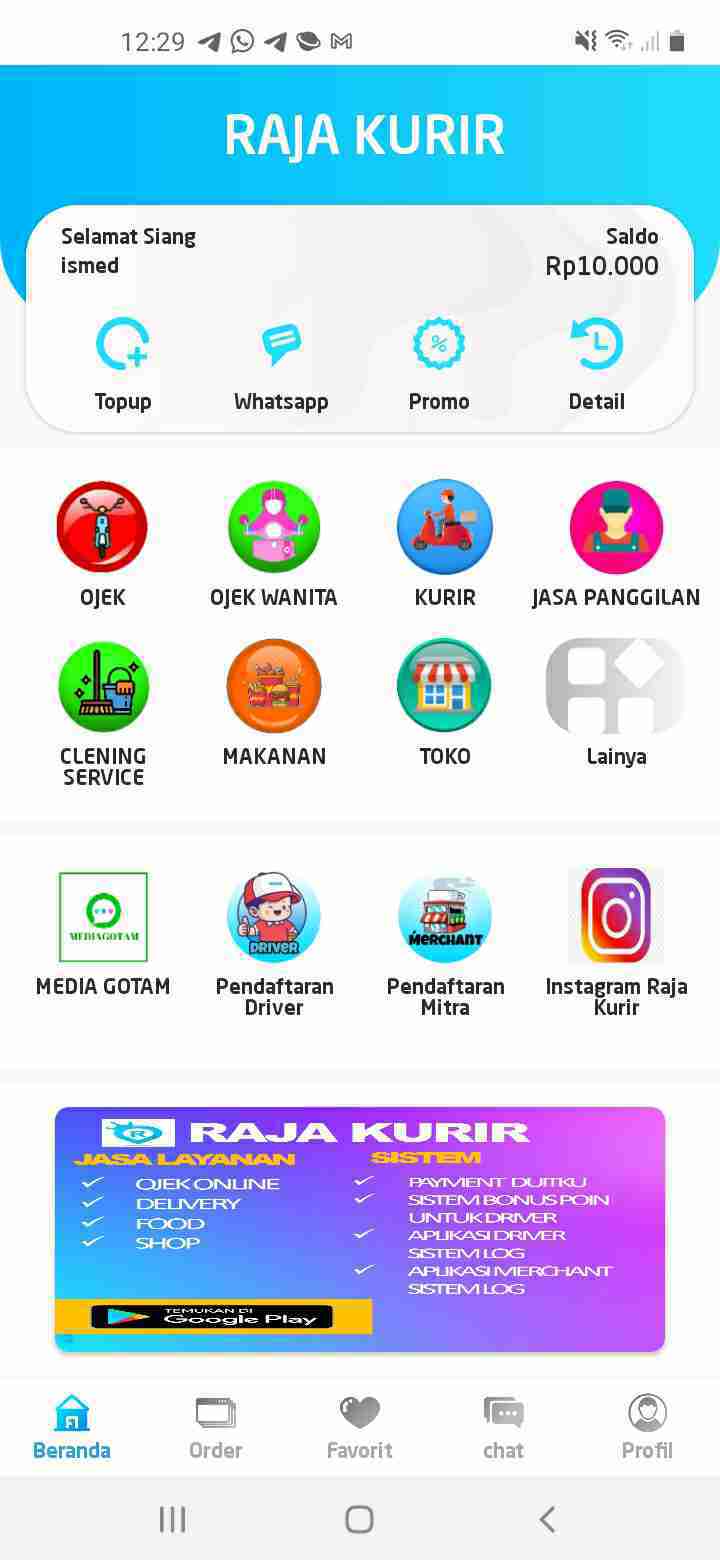 12:29
RAJA KURIR
Selamat Siang
Saldo
ismed
Rp10.000
Topup
Whatsapp
Promo
Detail
OJEK
OJEK WANITA
KURIR
JASA PANGGILAN
CLENING
SERVICE
MAKANAN
TOKO
Lainya
MEDIAGOTAM
DRIVER
MERCHANT
MEDIA GOTAM
Pendaftaran
Driver
Pendaftaran
Mitra
Instagram Raja
Kurir
R
RAJA KURIR
JASA LAYANAN
OJEK ONLINE
DELIVERY
FOOD
SHOP
SISTEM
PAYMENT DUITKU
SISTEM BONUS POIN
UNTUK DRIVER
APLIKASI DRIVER
SISTEM LOG
APLIKASI MERCHANT
SISTEM LOG
TEMUKAN DI
Google Play
Beranda
Order
Favorit
chat
Profil